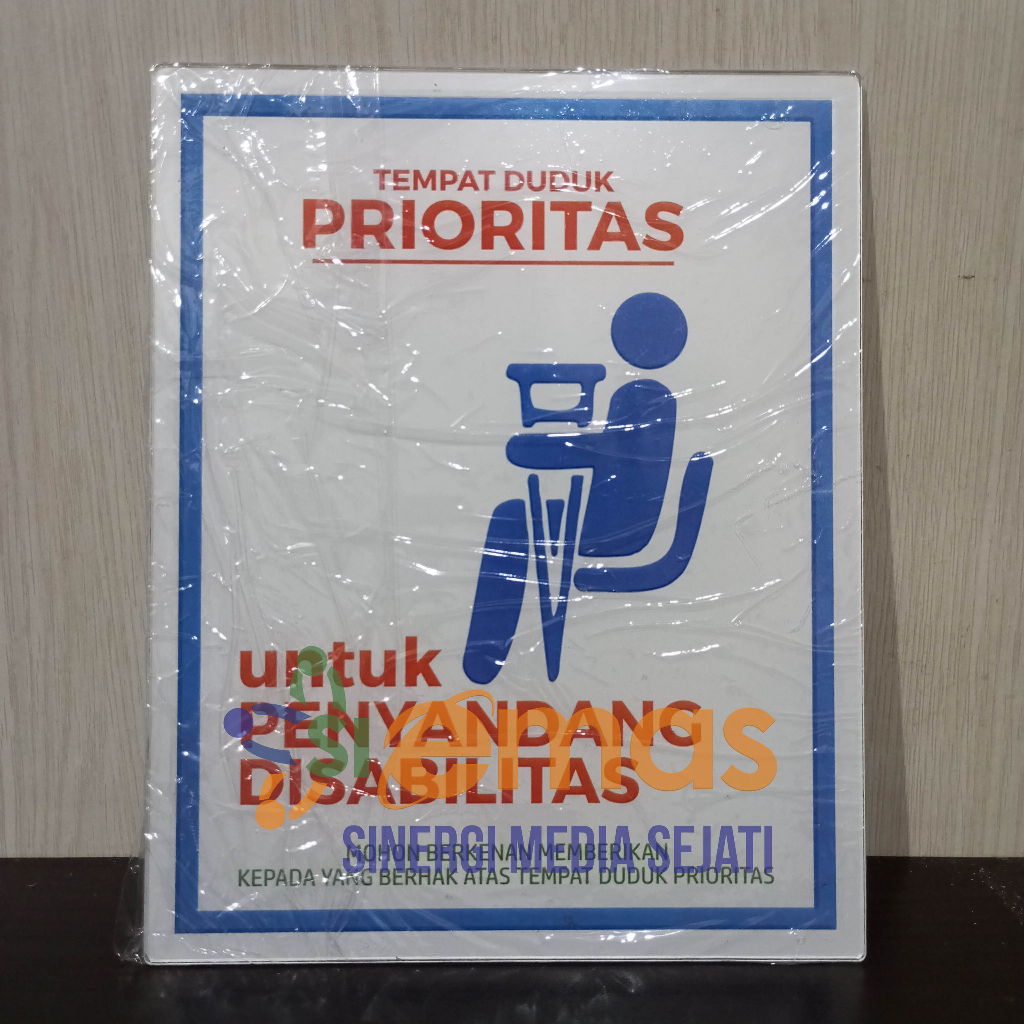 TEMPAT DUDUK
PRIORITAS
untuk
PENYANDANG
DISABILITAS
emas
SINERGI MEDIA SEJATI
MOHON BERKENAN MEMBERIKAN
KEPADA YANG BERHAK ATAS TEMPAT DUDUK PRIORITAS